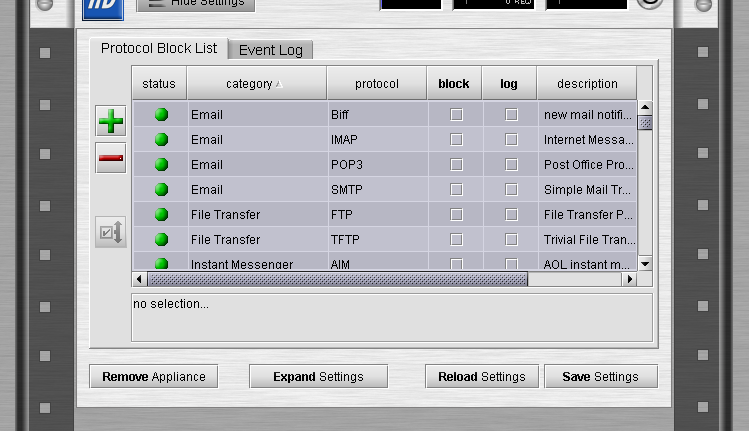 Hide Settings
0 REQ
Protocol Block List Event Log
status category protocol block log description
Email Biff new mail notifi...
Email IMAP Internet Messa...
Email POP3 Post Office Pro...
Email SMTP Simple Mail Tr...
File Transfer FTP File Transfer P...
File Transfer TFTP Trivial File Tran...
Instant Messenger AIM AOL instant m...
no selection...
Remove Appliance Expand Settings Reload Settings Save Settings